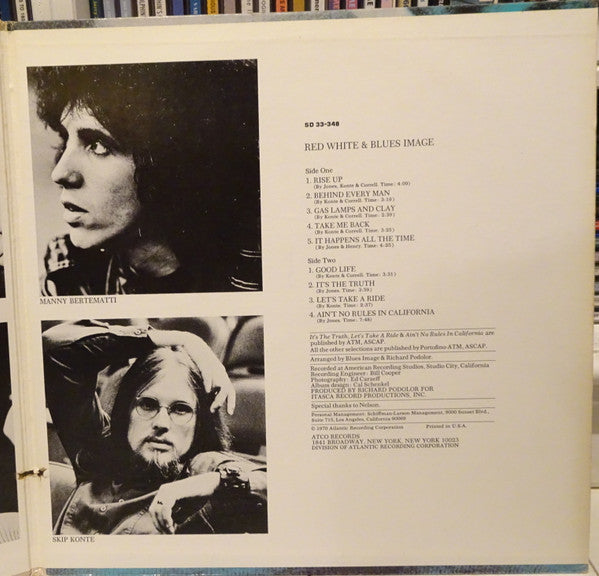 SD 33-348
RED WHITE & BLUES IMAGE
Side One
1. RISE UP
(By Jones, Konte & Correll. Time: 4:00)
2. BEHIND EVERY MAN
(By Konte & Correll. Time: 3:10)
3. GAS LAMPS AND CLAY
(By Konte & Correll. Time: 2:39)
4. TAKE ME BACK
(By Konte & Correll. Time: 3:35)
5. IT HAPPENS ALL THE TIME
(By Jones & Henry. Time: 4:25)
Side Two
1. GOOD LIFE
(By Konte & Correll. Time: 3:31)
2. IT'S THE TRUTH
(By Jones. Time: 3:39)
3. LET'S TAKE A RIDE
(By Konte. Time: 2:37)
4. AIN'T NO RULES IN CALIFORNIA
(By Jones. Time: 7:48)
It's The Truth, Let's Take A Ride & Ain't No Rules In California are
published by ATM, ASCAP.
All the other selections are published by Portofino-ATM, ASCAP.
Arranged by Blues Image & Richard Podolor.
Recorded at American Recording Studios, Studio City, California
Recording Engineer: Bill Cooper
Photography: Ed Caraeff
Album design: Cal Schenkel
PRODUCED BY RICHARD PODOLOR FOR
ITASCA RECORD PRODUCTIONS, INC.
Special thanks to Nelson.
Personal Management: Schiffman-Larson Management, 9000 Sunset Blvd.,
Suite 715, Los Angeles, California 90069
© 1970 Atlantic Recording Corporation Printed in U.S.A.
ATCO RECORDS
1841 BROADWAY, NEW YORK, NEW YORK 10023
DIVISION OF ATLANTIC RECORDING CORPORATION
MANNY BERTEMATTI
SKIP KONTE